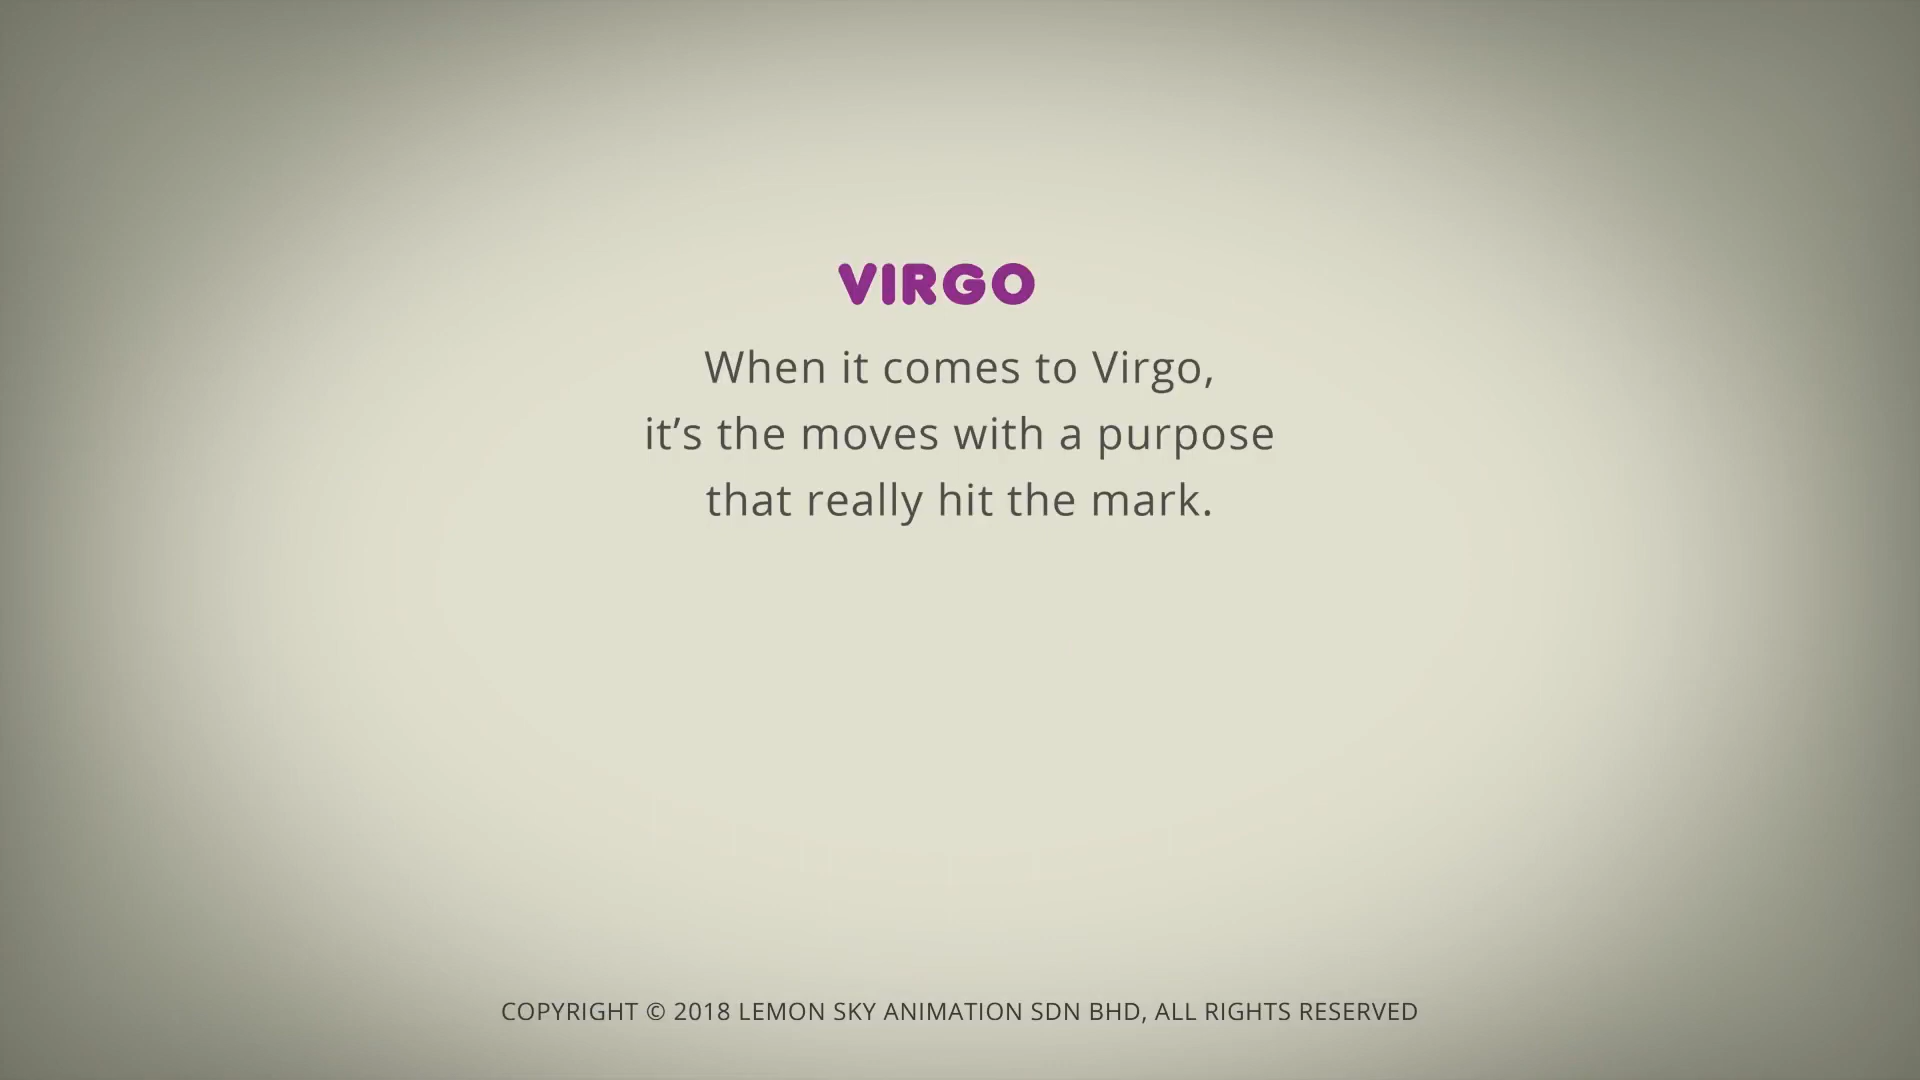 VIRGO
When it comes to Virgo,
it’s the moves with a purpose
that really hit the mark.
COPYRIGHT © 2018 LEMON SKY ANIMATION SDN BHD, ALL RIGHTS RESERVED